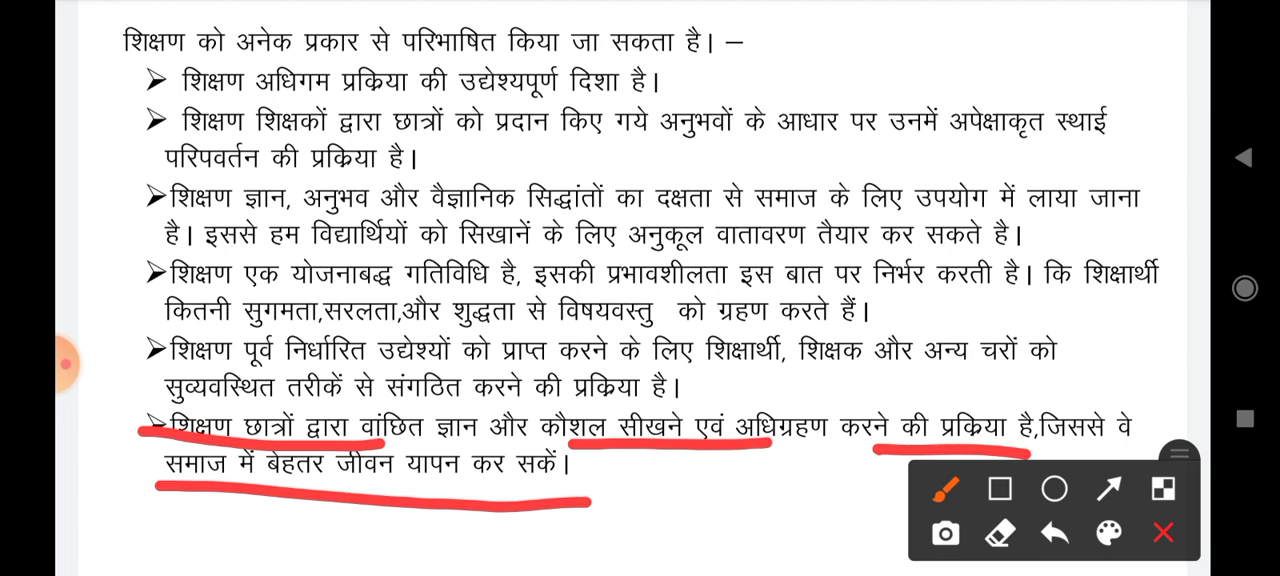 शिक्षण को अनेक प्रकार से परिभाषित किया जा सकता है। –
➢ शिक्षण अधिगम प्रक्रिया की उद्येश्यपूर्ण दिशा है।
➢ शिक्षण शिक्षकों द्वारा छात्रों को प्रदान किए गये अनुभवों के आधार पर उनमें अपेक्षाकृत स्थाई
परिपवर्तन की प्रक्रिया है।
➢शिक्षण ज्ञान, अनुभव और वैज्ञानिक सिद्धांतों का दक्षता से समाज के लिए उपयोग में लाया जाना
है। इससे हम विद्यार्थियों को सिखानें के लिए अनुकूल वातावरण तैयार कर सकते है।
➢शिक्षण एक योजनाबद्ध गतिविधि है, इसकी प्रभावशीलता इस बात पर निर्भर करती है। कि शिक्षार्थी
कितनी सुगमता,सरलता,और शुद्धता से विषयवस्तु को ग्रहण करते हैं।
➢शिक्षण पूर्व निर्धारित उद्येश्यों को प्राप्त करने के लिए शिक्षार्थी, शिक्षक और अन्य चरों को
सुव्यवस्थित तरीकें से संगठित करने की प्रक्रिया है।
➢शिक्षण छात्रों द्वारा वांछित ज्ञान और कौशल सीखने एवं अधिग्रहण करने की प्रक्रिया है,जिससे वे
समाज में बेहतर जीवन यापन कर सकें।